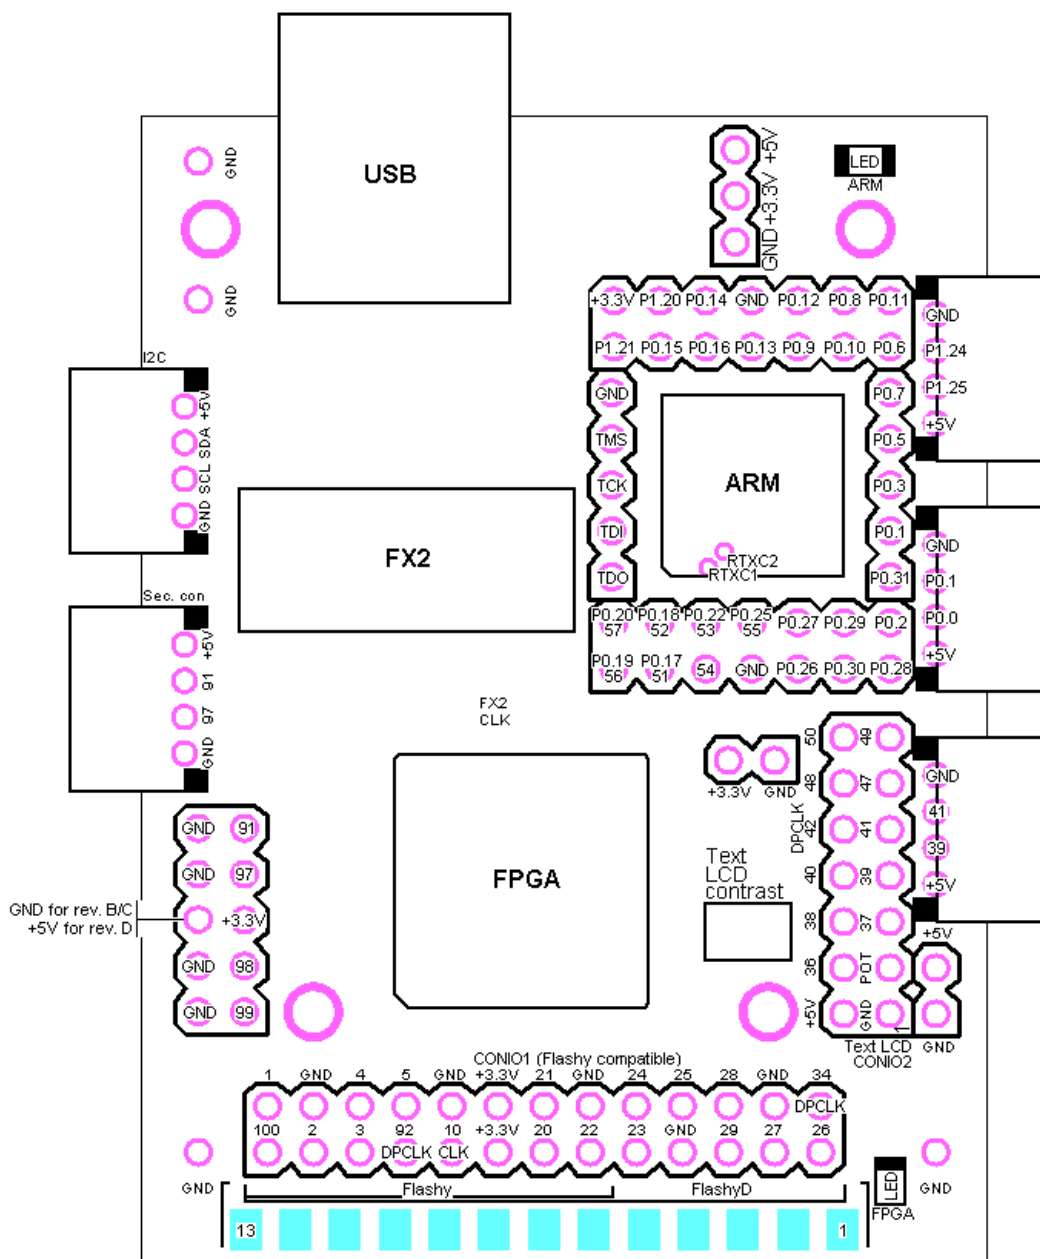 USB
GND
GND
+5V
+3.3V
GND
LED
ARM
+3.3V P1.20 P0.14 GND P0.12 P0.8 P0.11
P1.21 P0.15 P0.16 P0.13 P0.9 P0.10 P0.6
GND
TMS
TCK
TDI
TDO
ARM
RTXC2
RTXC1
P0.7
P0.5
P0.3
P0.1
P0.31
GND
P1.24
P1.25
+5V
I2C
+5V
SDA
SCL
GND
FX2
GND
P0.1
P0.0
+5V
P0.20 P0.18 P0.22 P0.25 P0.27 P0.29 P0.2
57 52 53 55
P0.19 P0.17 54 GND P0.26 P0.30 P0.28
56 51
Sec. con
+5V
91
97
GND
FX2
CLK
FPGA
+3.3V GND
50 49
48 47
DPCLK
42 41
40 39
38 37
36 POT
+5V GND 1
GND
41
39
+5V
+5V
GND
Text
LCD
contrast
Text LCD
CONIO2
GND 91
GND 97
GND for rev. B/C
+5V for rev. D
+3.3V
GND 98
GND 99
CONIO1 (Flashy compatible)
1 GND 4 5 GND +3.3V 21 GND 24 25 28 GND 34
DPCLK
100 2 3 92 10 +3.3V 20 22 23 GND 29 27 26
DPCLK CLK
GND
Flashy FlashyD
LED
FPGA
GND
13 1